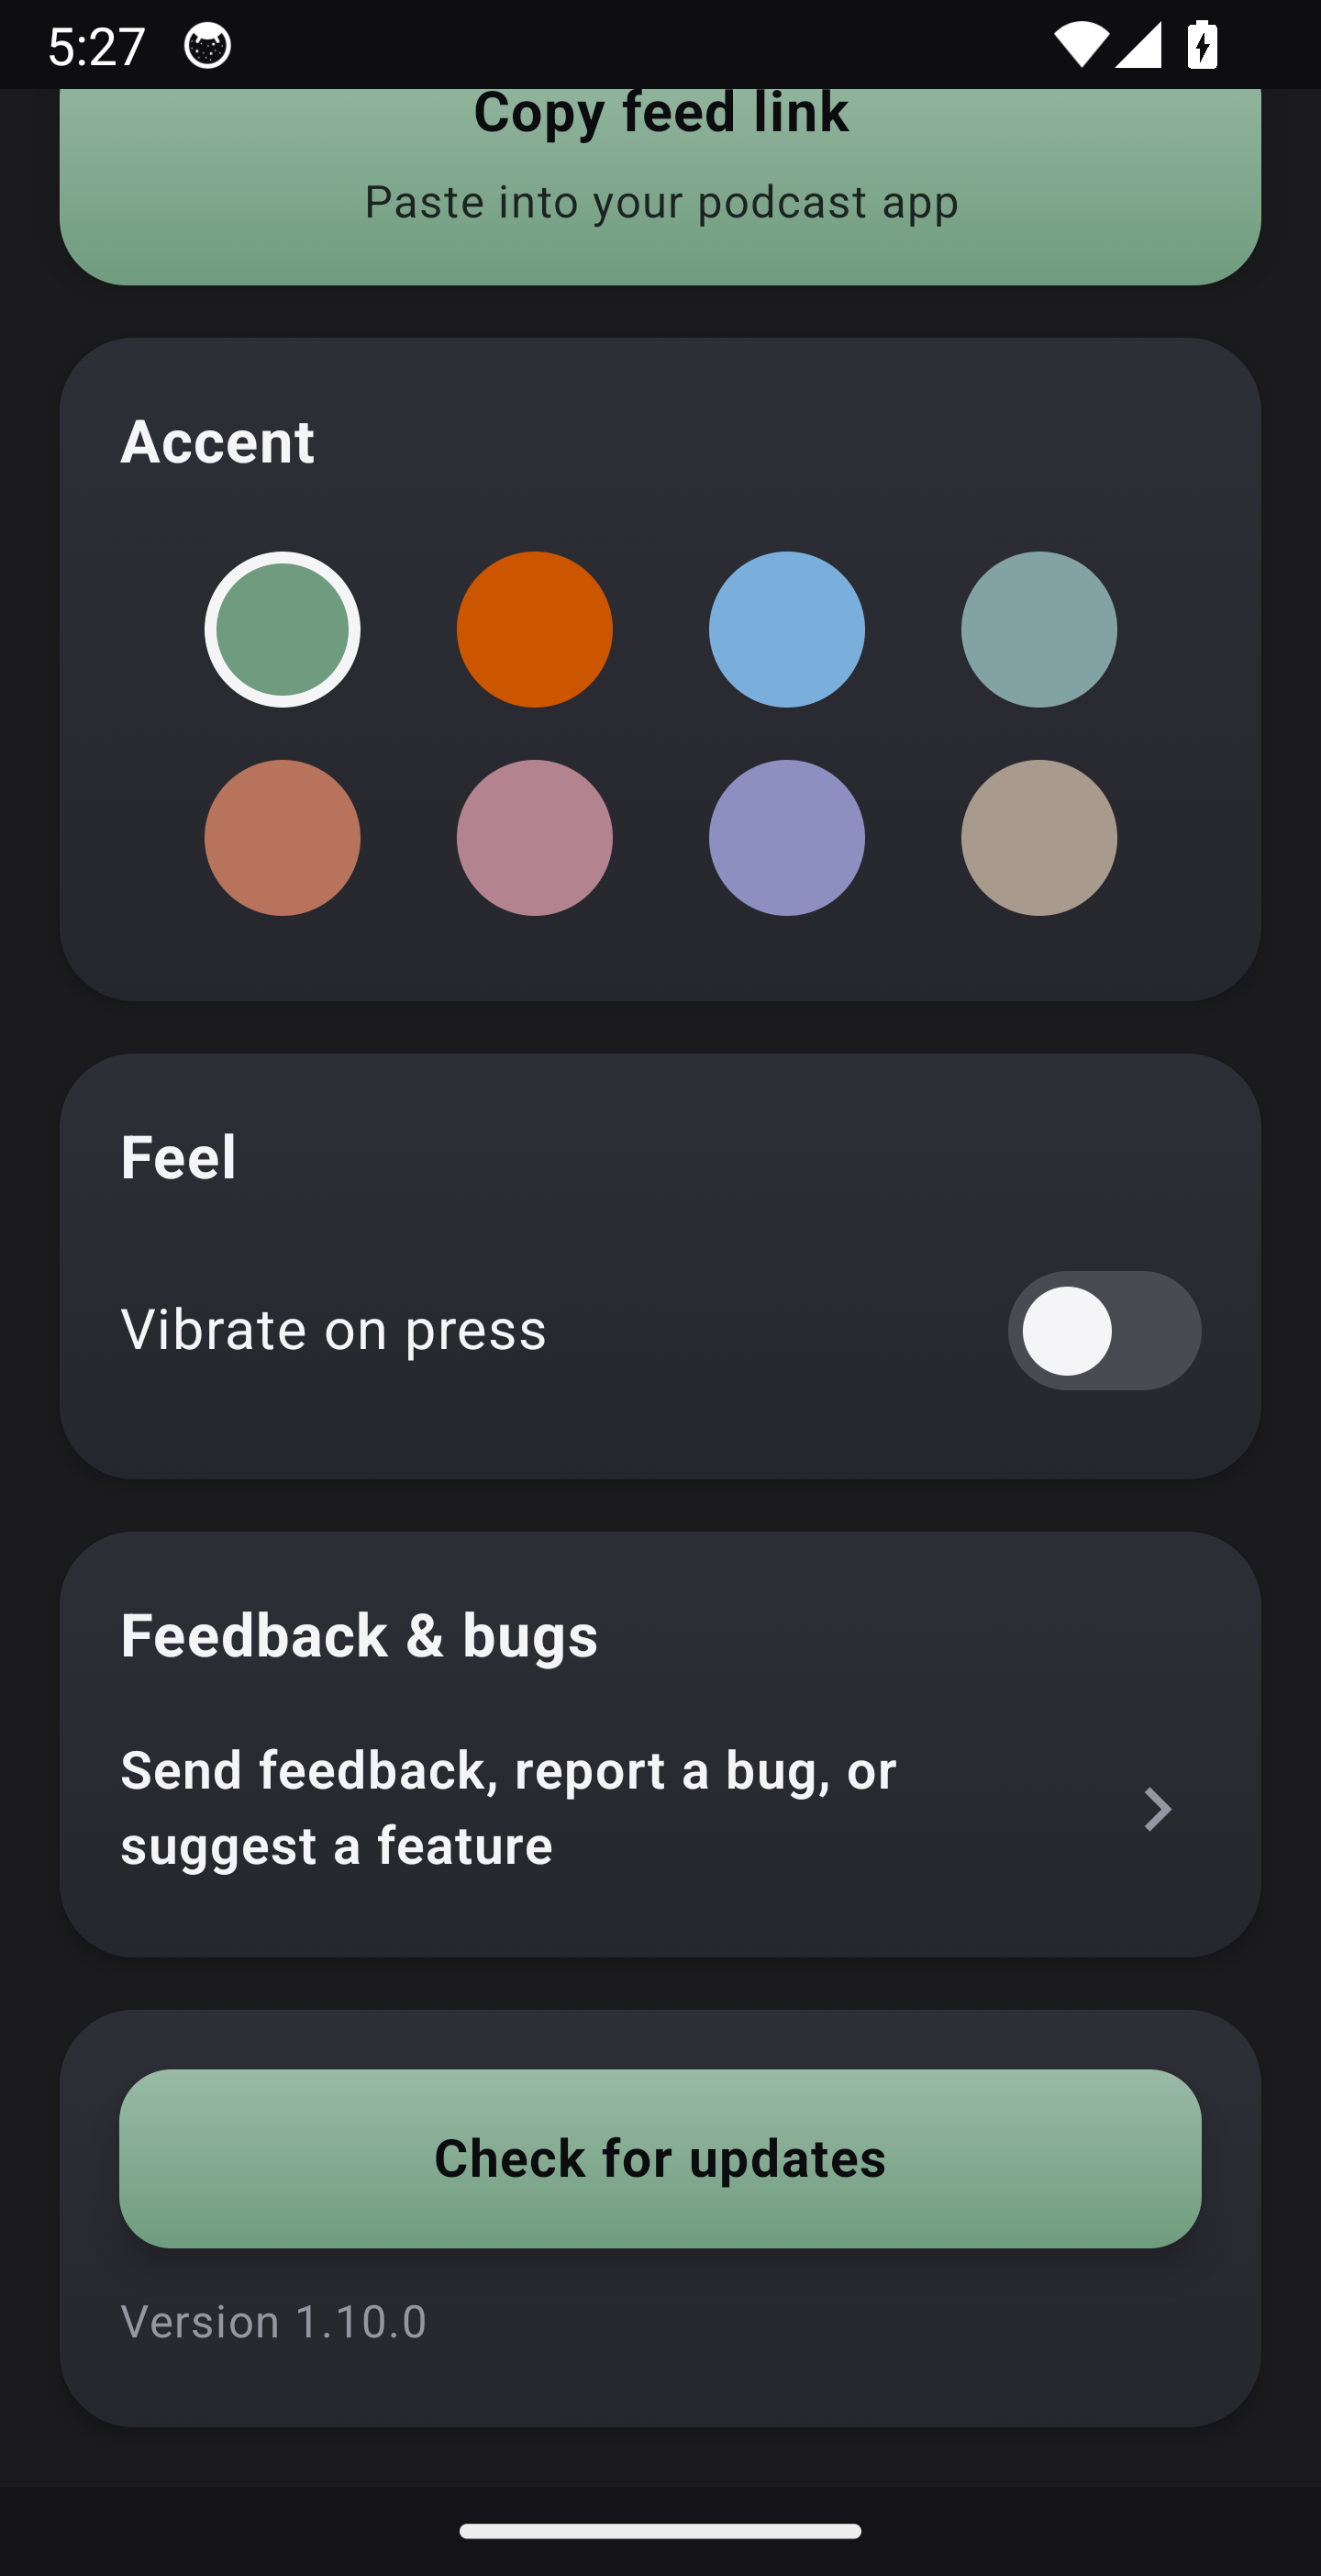 5:27
Copy feed link
Paste into your podcast app
Accent
Feel
Vibrate on press
Feedback & bugs
Send feedback, report a bug, or
suggest a feature
Check for updates
Version 1.10.0